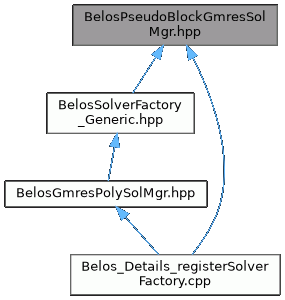 BelosPseudoBlockGmresSol
Mgr.hpp
BelosSolverFactory
_Generic.hpp
BelosGmresPolySolMgr.hpp
Belos_Details_registerSolver
Factory.cpp